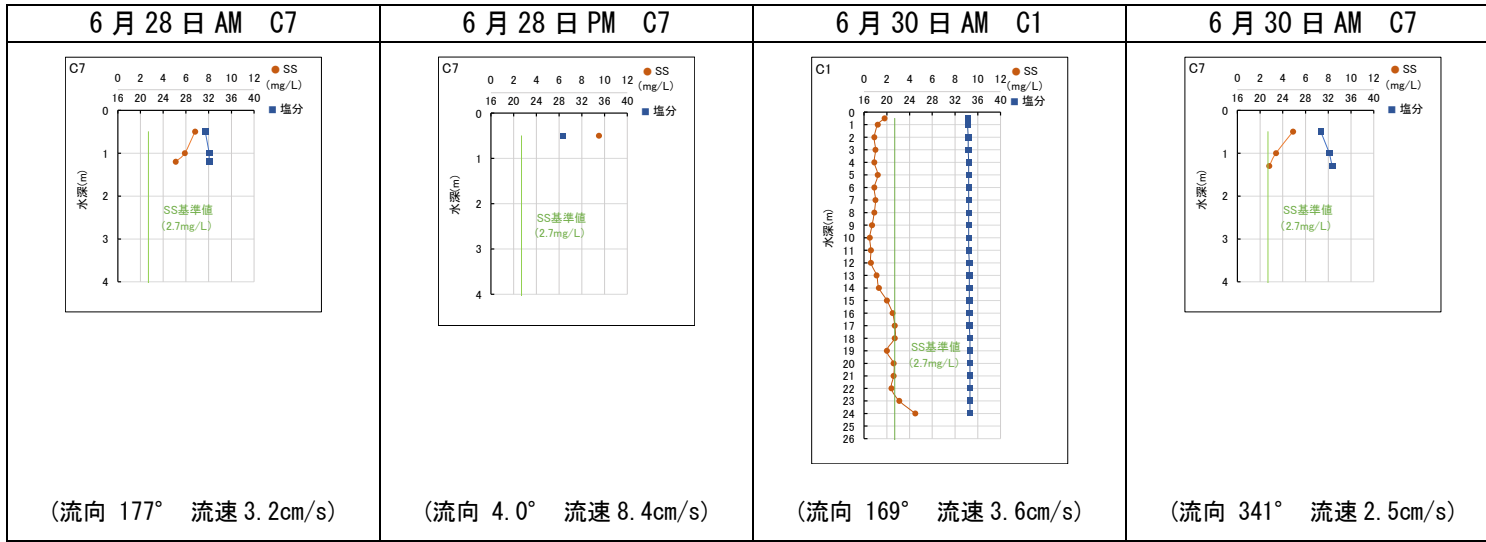 6月28日AM C7
6月28日PM C7
6月30日AM C1
6月30日AM C7
C7
0 2 4 6 8 10 12
● SS
(mg/L)
16 20 24 28 32 36 40
■ 塩分
0
1
2
3
4
水深(m)
SS基準値
(2.7mg/L)
C7
0 2 4 6 8 10 12
● SS
(mg/L)
16 20 24 28 32 36 40
■ 塩分
0
1
2
3
4
水深(m)
SS基準値
(2.7mg/L)
C1
0 2 4 6 8 10 12
● SS
(mg/L)
16 20 24 28 32 36 40
■ 塩分
0
1
2
3
4
5
6
7
8
9
10
11
12
13
14
15
16
17
18
19
20
21
22
23
24
25
26
水深(m)
SS基準値
(2.7mg/L)
C7
0 2 4 6 8 10 12
● SS
(mg/L)
16 20 24 28 32 36 40
■ 塩分
0
1
2
3
4
水深(m)
SS基準値
(2.7mg/L)
(流向 177° 流速3.2cm/s)
(流向 4.0° 流速8.4cm/s)
(流向 169° 流速3.6cm/s)
(流向 341° 流速2.5cm/s)